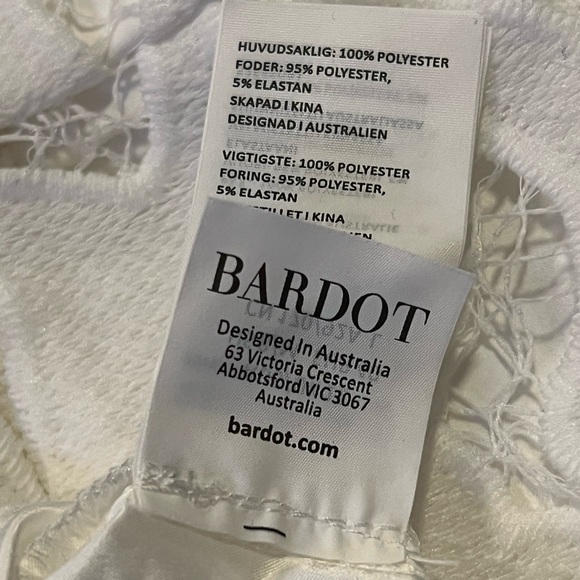 HUVUDSAKLIG: 100% POLYESTER
FODER: 95% POLYESTER,
5% ELASTAN
SKAPAD I KINA
DESIGNAD I AUSTRALIEN
VIGTIGSTE: 100% POLYESTER
FORING: 95% POLYESTER,
5% ELASTAN
I KINA
BARDOT
Designed In Australia
63 Victoria Crescent
Abbotsford VIC 3067
Australia
bardot.com